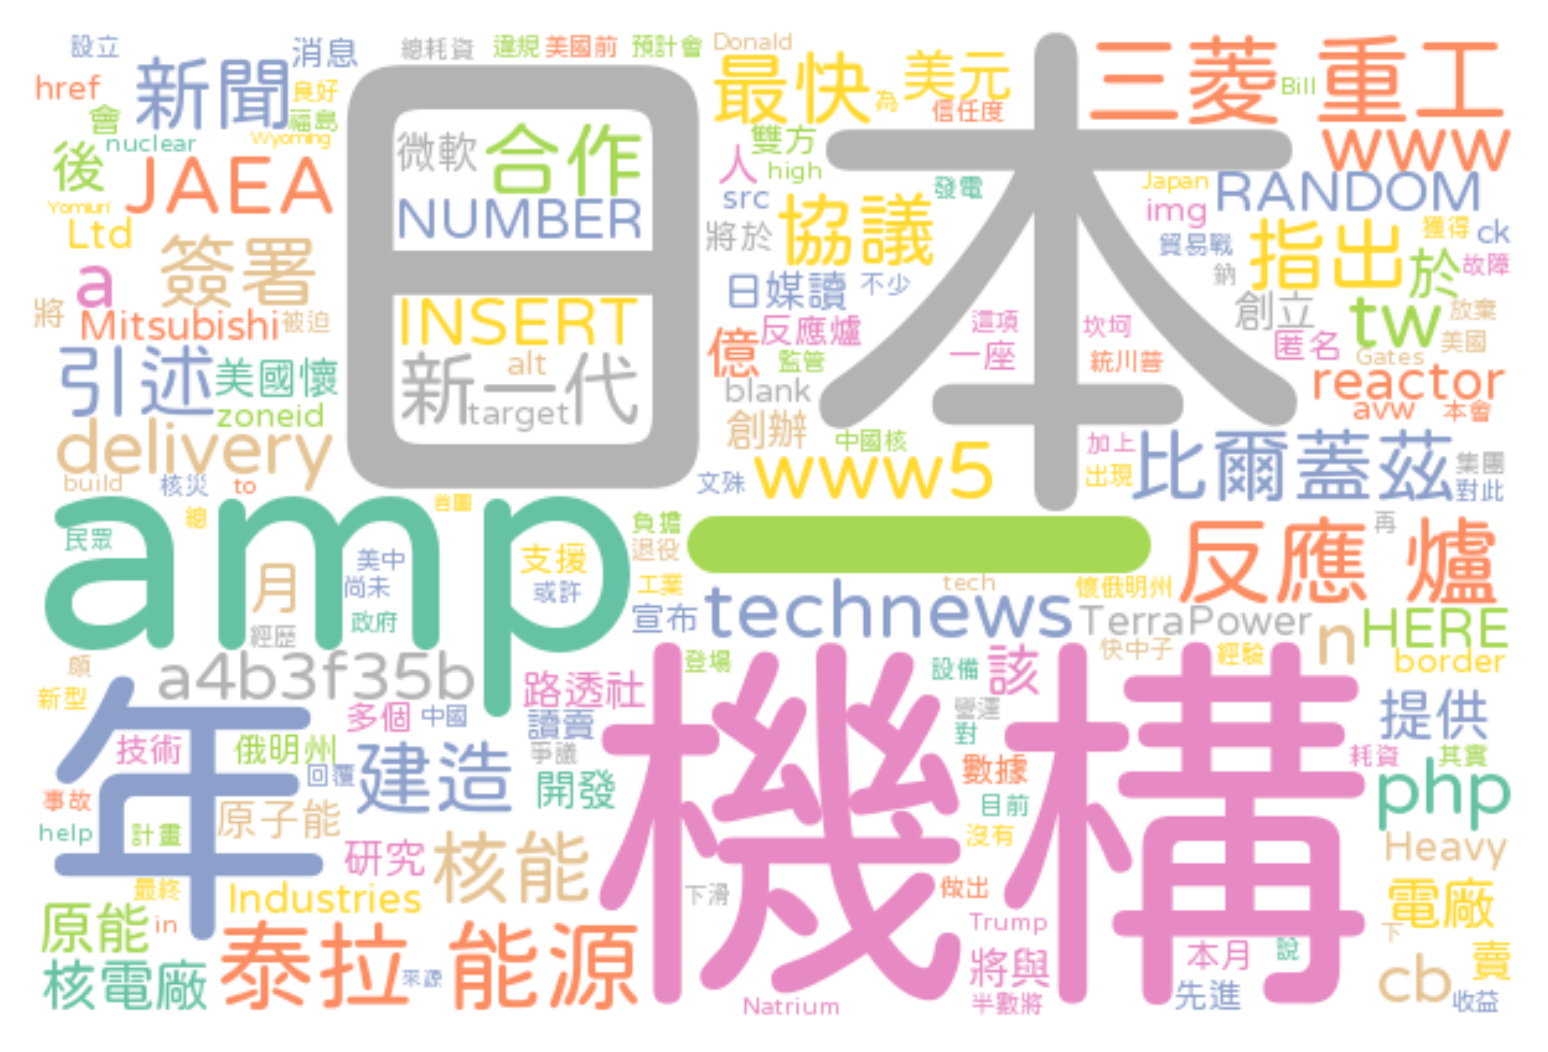 設立 消息 總耗資 違規 美國前 預計會 Donald
href 新聞 良好 最快 為 美元 信任度 三菱 Bill 重工
會 福島 nuclear Wyoming 微軟 合作 雙方 www
日本
後 JAEA 人 high 發電 Japan RANDOM
Yomiuri Ltd NUMBER src 協議 img 獲得 ck
a 簽署 將於 貿易戰 指出 於 故障
將 Mitsubishi 被迫 INSERT 日媒讀 不少 鈉 創立 tw 放棄
引述 美國懷 alt 億 反應爐 這項 坎坷 匿名 美國
zoneid 新一代 target 監管 一座 統川普 Gates reactor
blank avw 本會
delivery 創辦 中國核 加上 比爾蓋茲 集團
build 核災 to 文殊 www5 出現 對此
amp 首圖 一
總 民眾 負擔 再 反應 爐
美中 支援 退役
月 尚未 或許 工業 tech 懷俄明州
政府 宣布 technews TerraPower n HERE
經歷 快中子
頗 a4b3f35b 登場 設備 該 經驗 border
新型 年 路透社 機構
多個 中國 讀賣 營運 提供
技術 俄明州 爭議 對
回覆 建造 開發 數據 耗資 其實
事故 原子能 目前 php
help 計畫 沒有
研究 核能 Heavy
最終 Industries 下滑 做出 電廠
原能 in Trump 下
泰拉 能源 本月 說
核電廠 來源 將與 cb 賣
Natrium 半數將 先進 收益